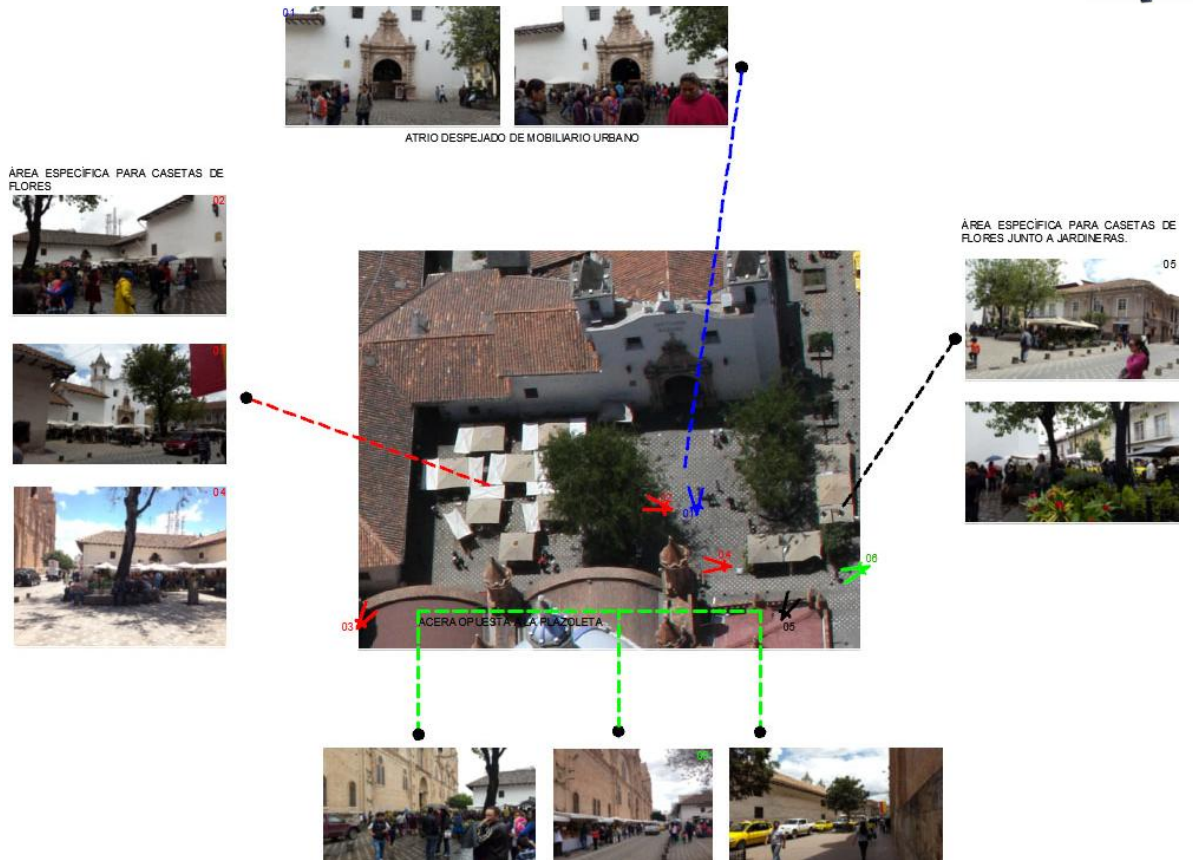 01
ATRIO DESPEJADO DE MOBILIARIO URBANO
ÁREA ESPECÍFICA PARA CASETAS DE
FLORES
02
ÁREA ESPECÍFICA PARA CASETAS DE
FLORES JUNTO A JARDINERAS.
05
04
02
01
04
06
03
ACERA OPUESTA A LA PLAZOLETA
05